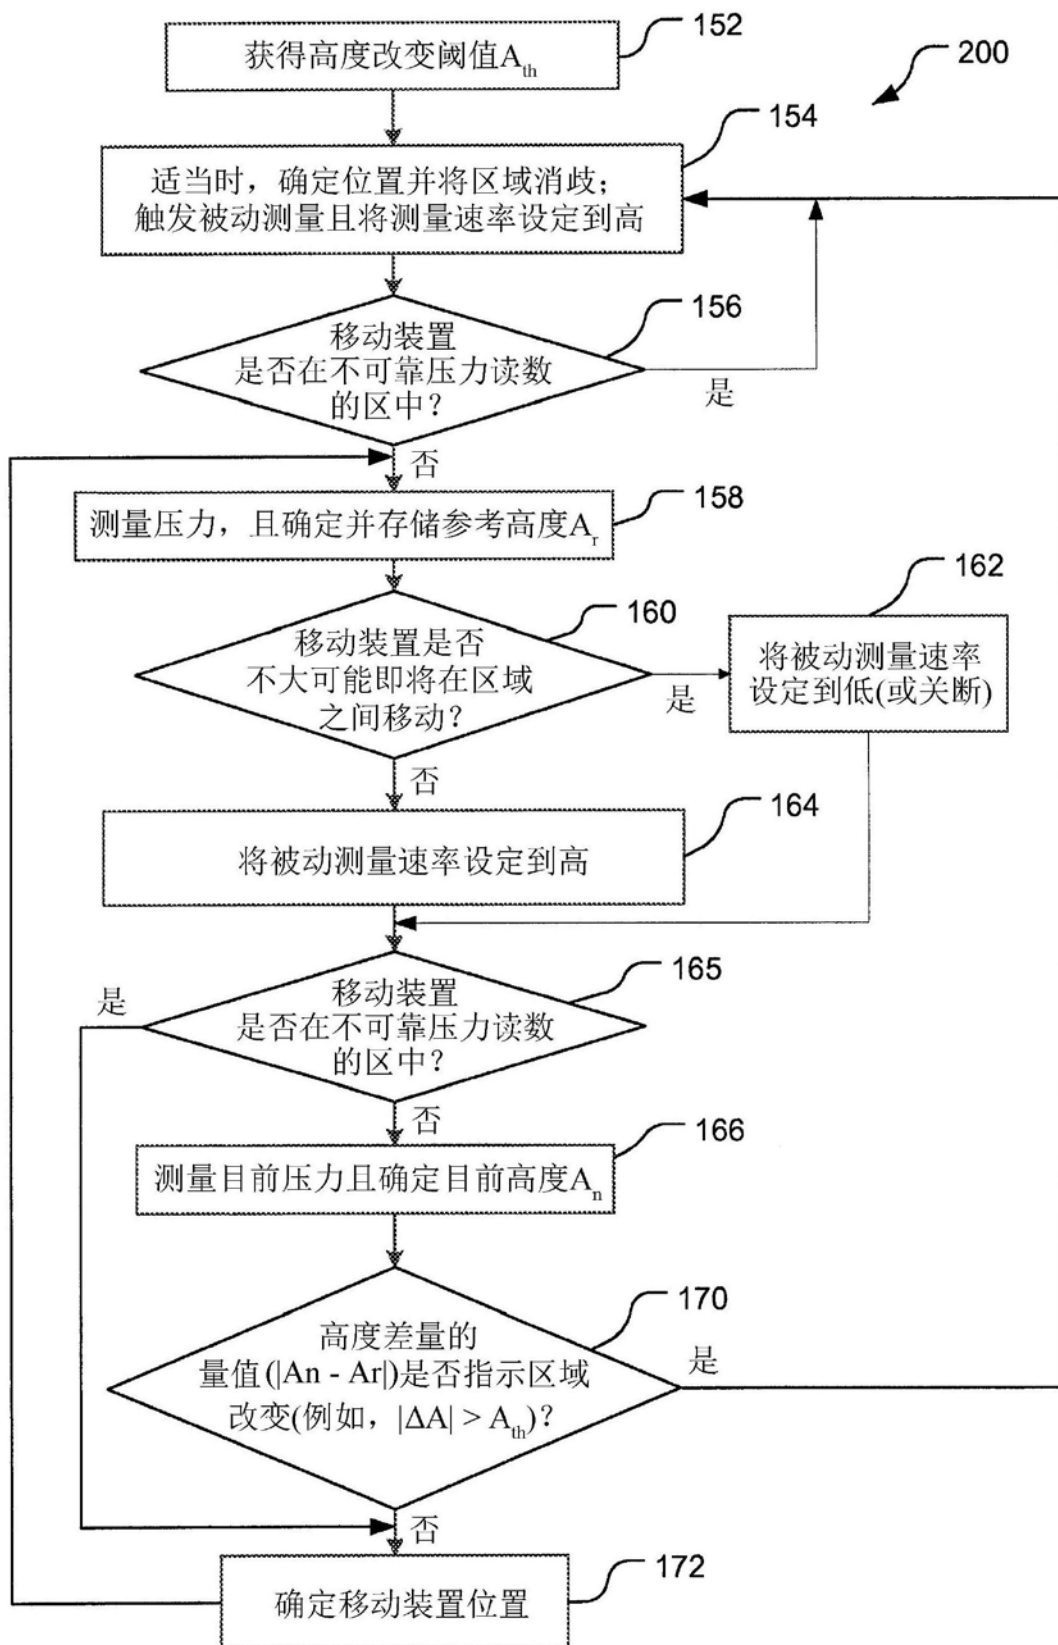 152
获得高度改变阈值A_th
200
154
适当时，确定位置并将区域消歧；
触发被动测量且将测量速率设定到高
156
移动装置
是否在不可靠压力读数
的区中？
是
否
158
测量压力，且确定并存储参考高度A_r
160
162
移动装置是否
不大可能即将在区域
之间移动？
是
将被动测量速率
设定到低(或关断)
否
164
将被动测量速率设定到高
165
是
移动装置
是否在不可靠压力读数
的区中？
否
166
测量目前压力且确定目前高度A_n
170
高度差量的
量值(|An - Ar|)是否指示区域
改变(例如，|ΔA| > A_th)？
是
否
172
确定移动装置位置